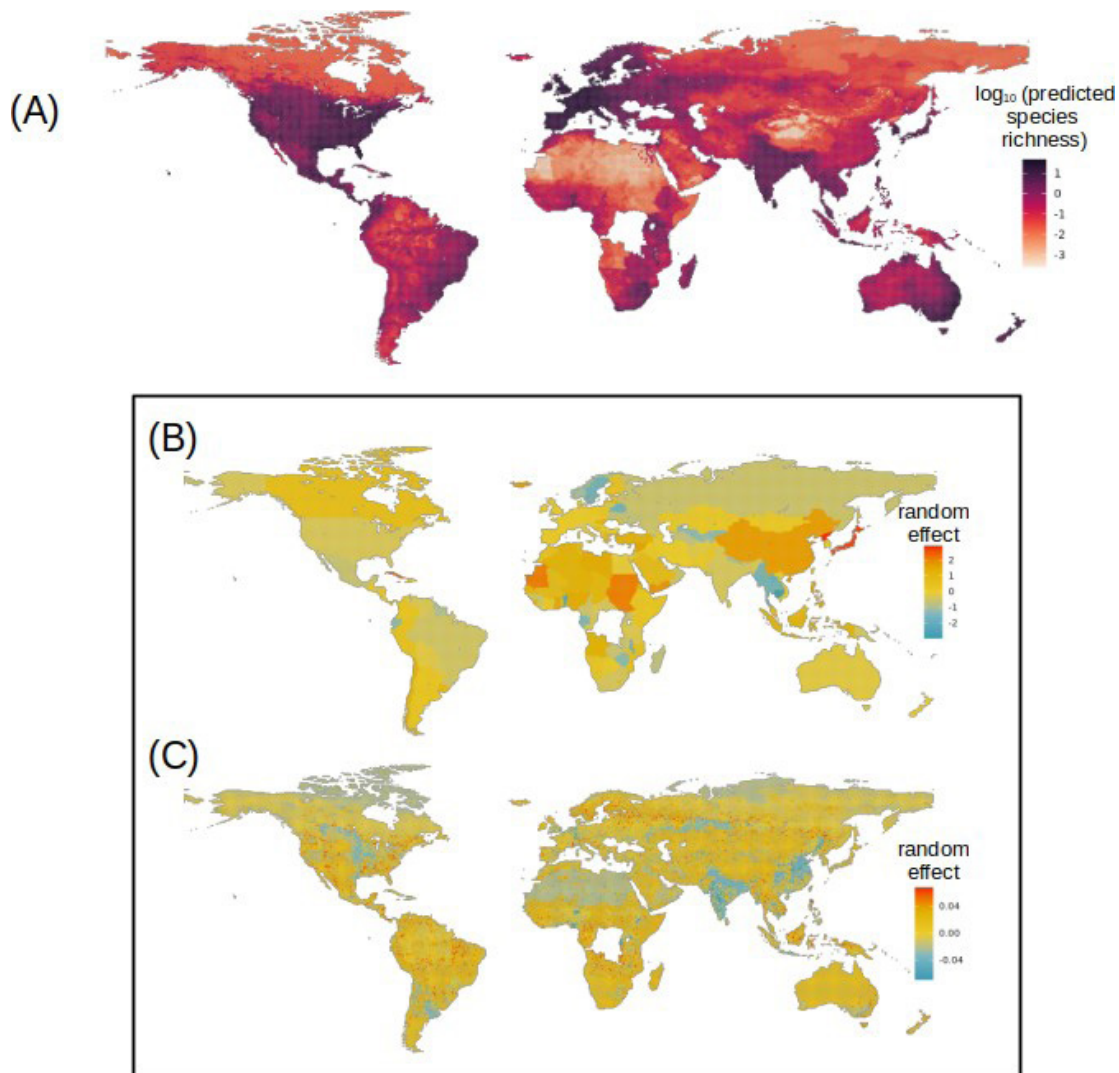 (A)
log₁₀ (predicted
species
richness)
1
0
-1
-2
-3
(B)
random
effect
2
1
0
-1
-2
(C)
random
effect
0.04
0.00
-0.04